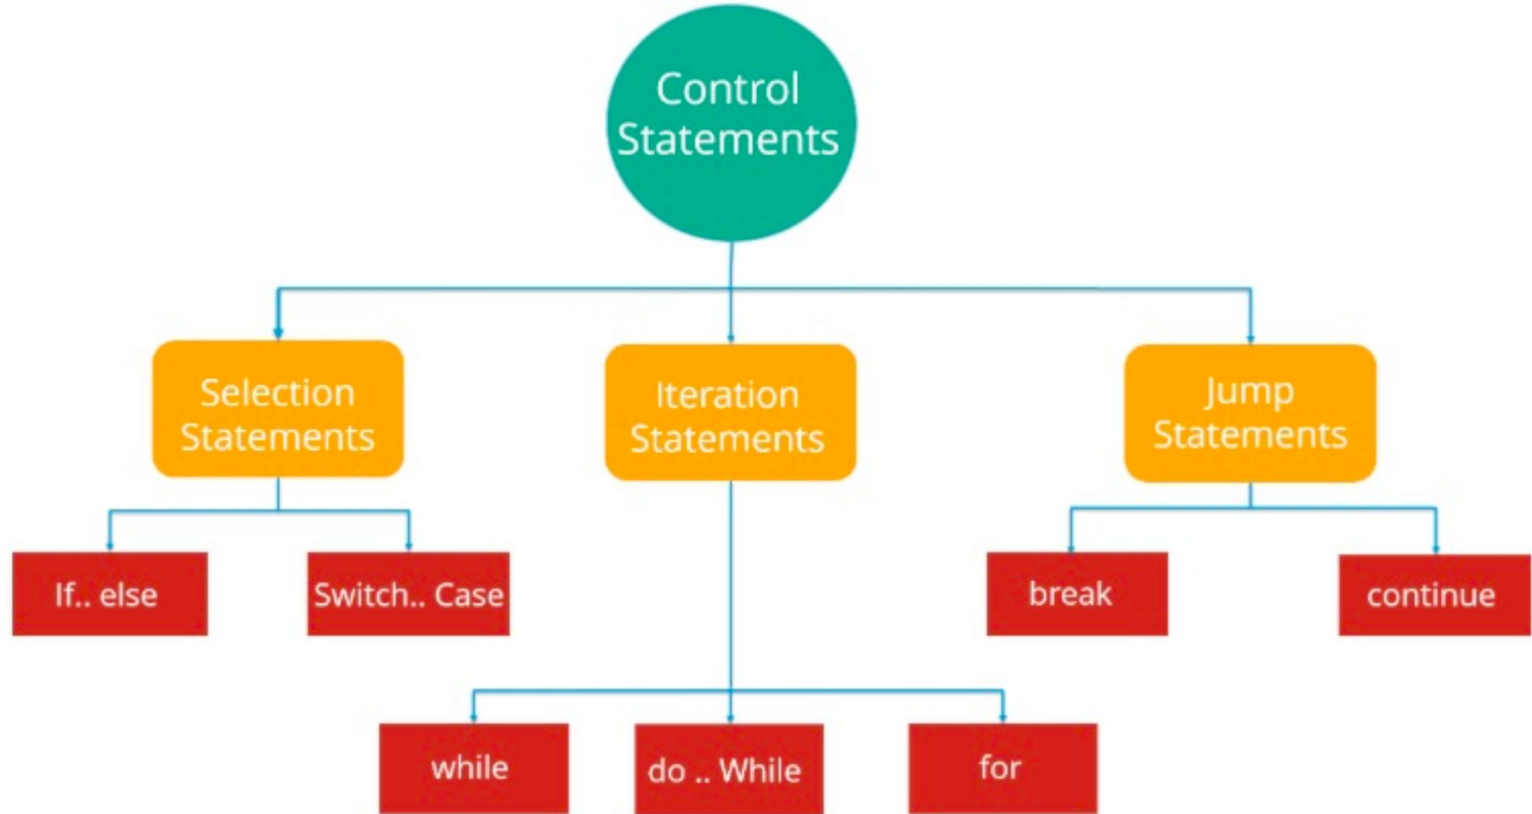 Control
Statements
Selection
Statements
Iteration
Statements
Jump
Statements
If.. else
Switch.. Case
break
continue
while
do .. While
for